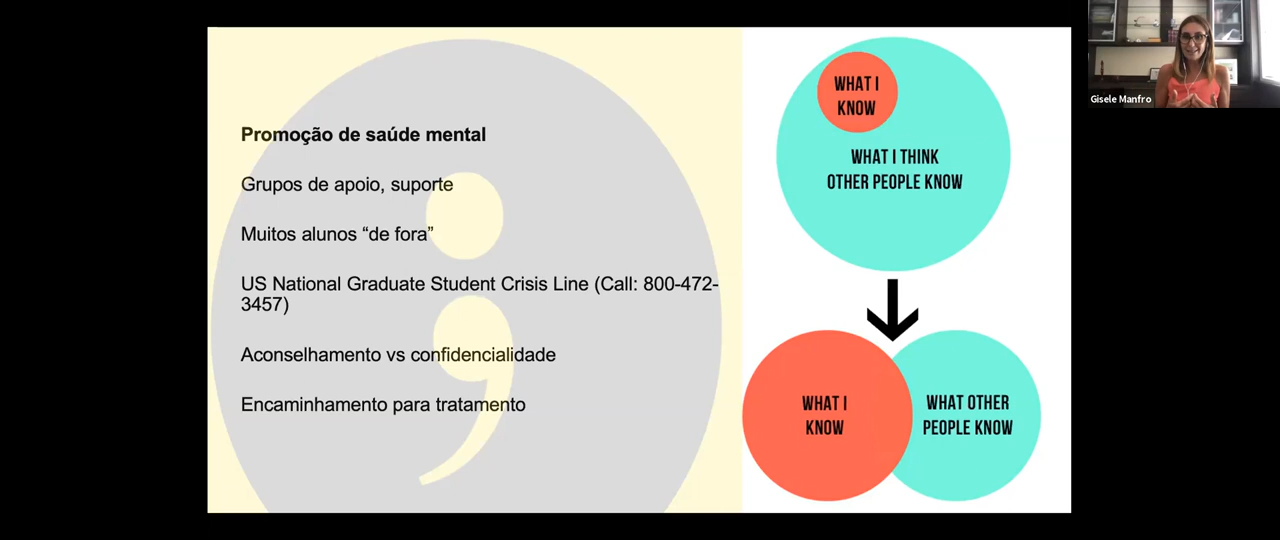 Promoção de saúde mental
Grupos de apoio, suporte
Muitos alunos “de fora”
US National Graduate Student Crisis Line (Call: 800-472-
3457)
Aconselhamento vs confidencialidade
Encaminhamento para tratamento
WHAT I
KNOW
WHAT I THINK
OTHER PEOPLE KNOW
WHAT I
KNOW
WHAT OTHER
PEOPLE KNOW
Gisele Manfro